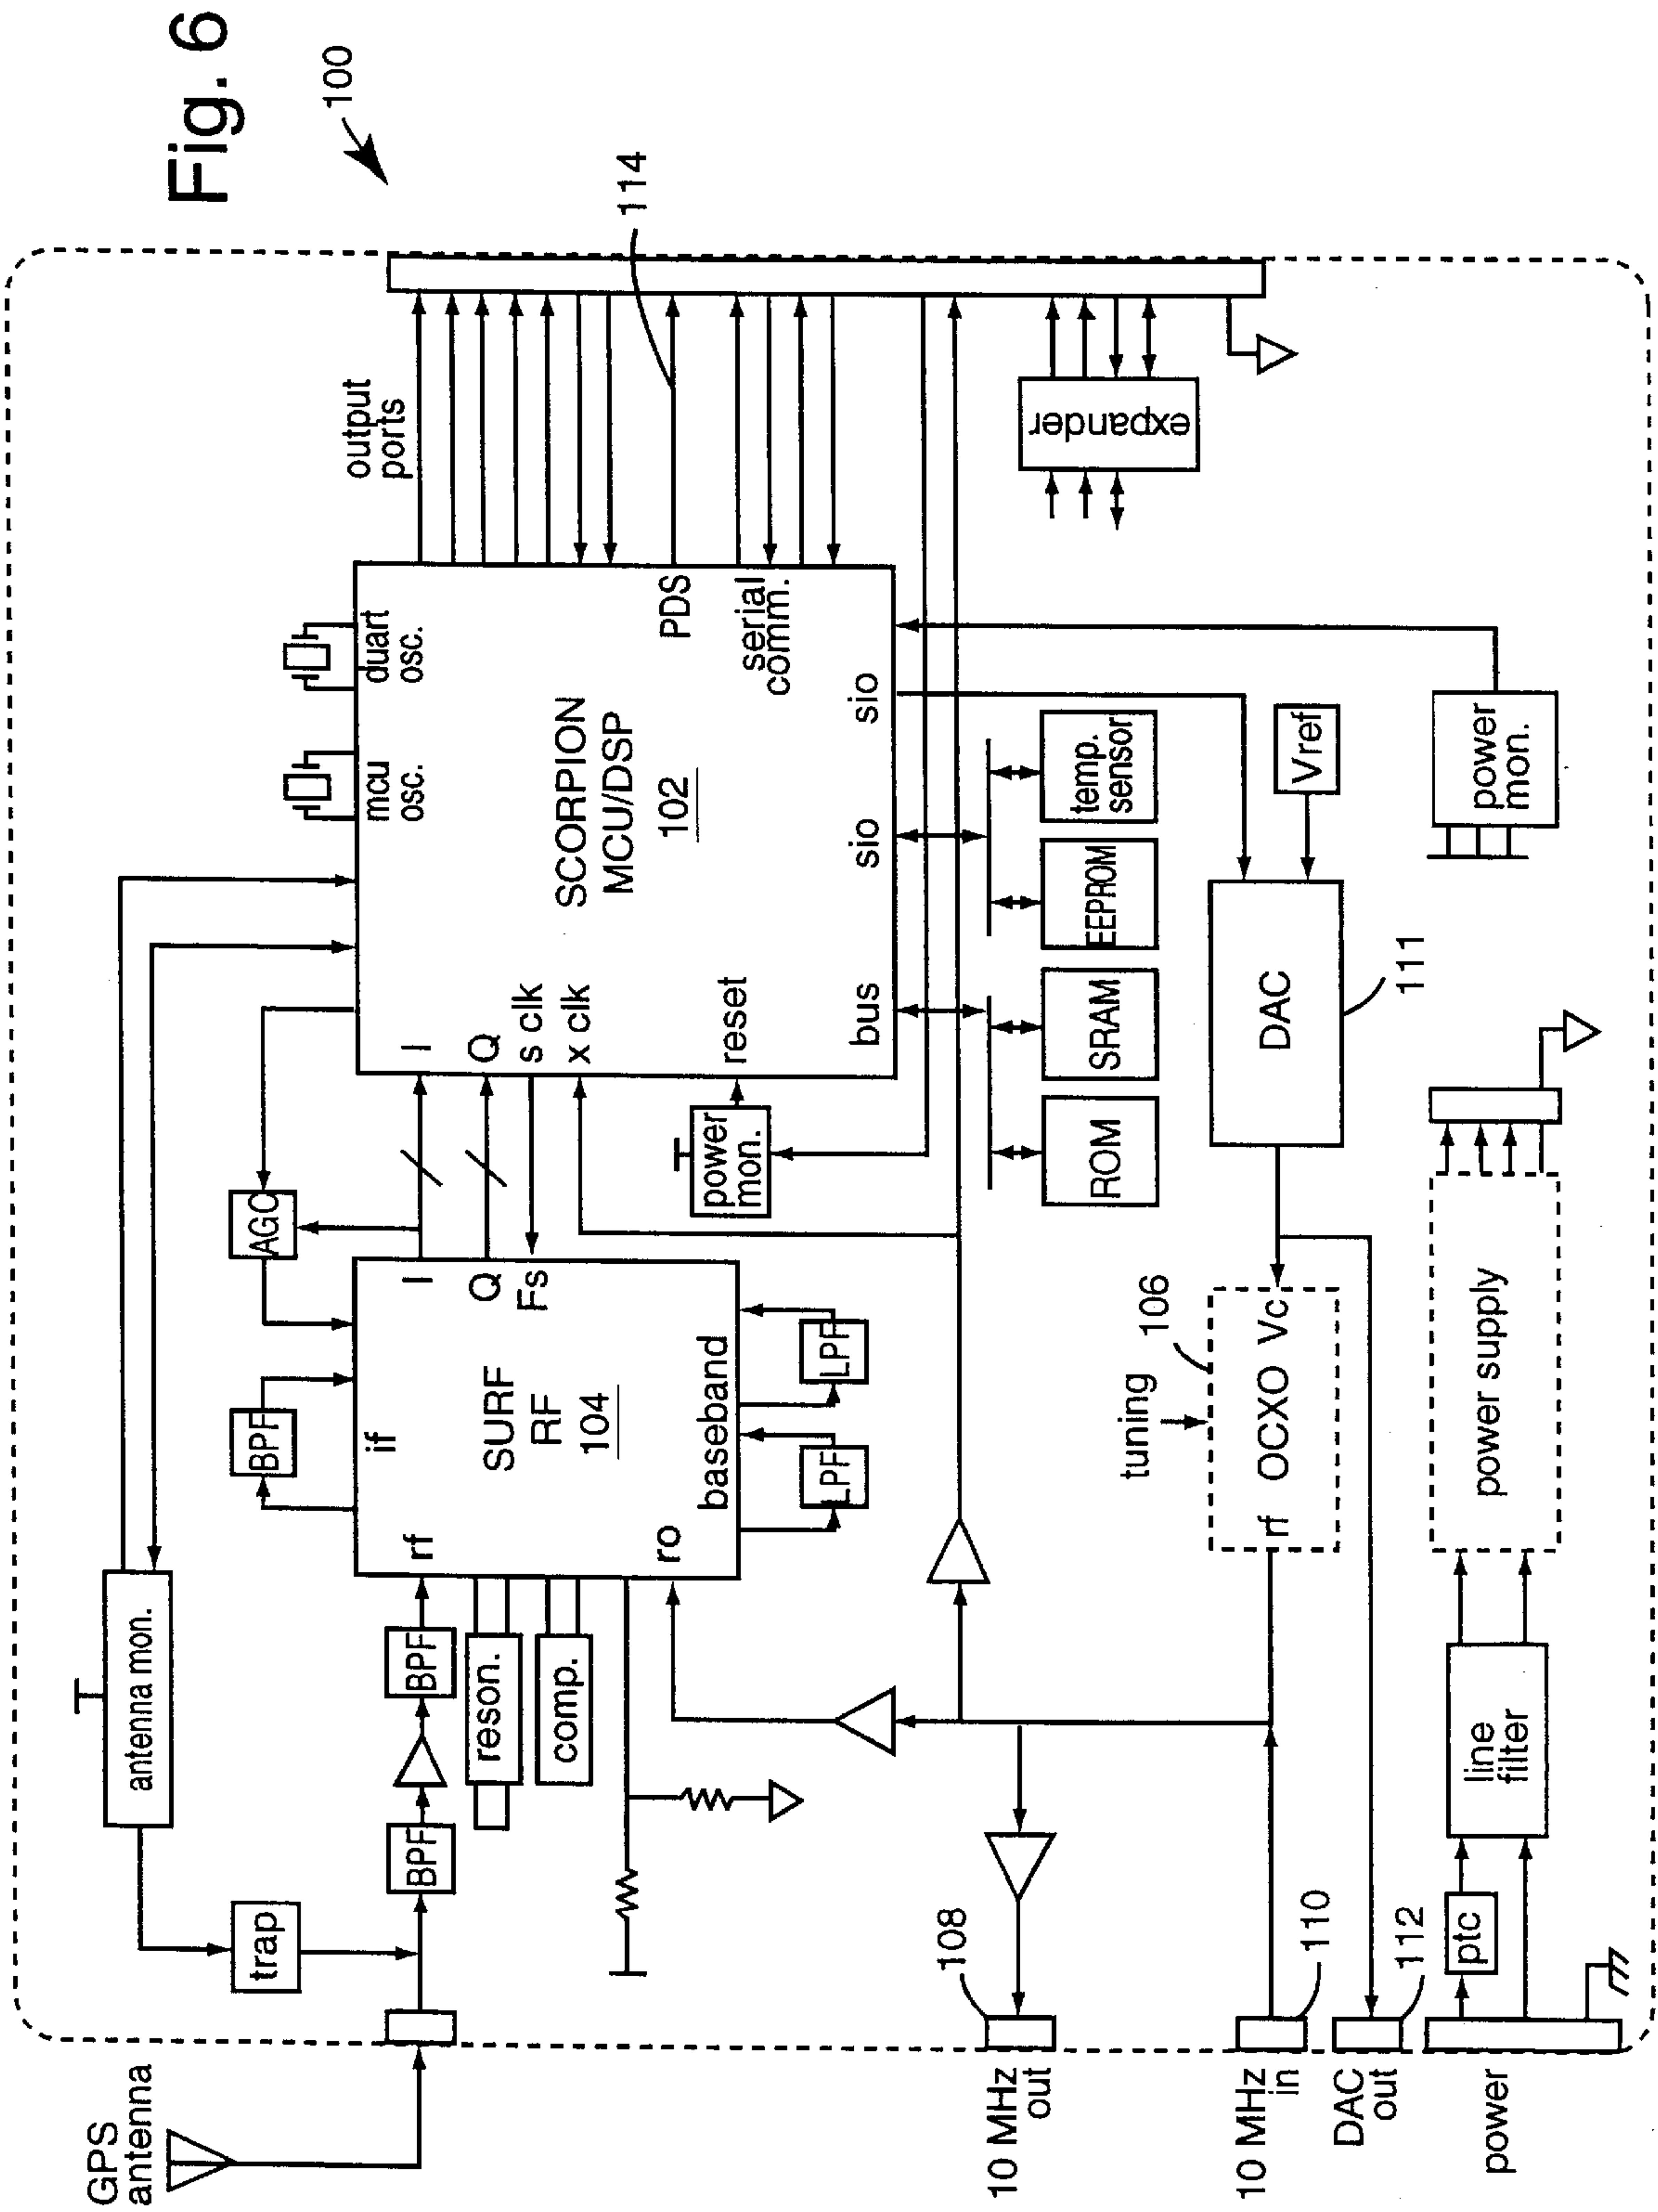 Fig. 6
100
GPS
antenna
antenna mon.
trap
BPF
BPF
reson.
comp.
BPF
AGC
if
rf
I
Q
Fs
SURF
RF
104
ro
baseband
LPF
LPF
mcu
osc.
duart
osc.
output
ports
114
I
Q
s clk
x clk
reset
SCORPION
MCU/DSP
102
PDS
serial
comm.
bus
sio
sio
power
mon.
ROM
SRAM
EEPROM
temp.
sensor
expander
10 MHz
out
108
tuning
106
rf OCXO Vc
DAC
111
Vref
power
mon.
10 MHz
in
110
DAC
out
112
power
ptc
line
filter
power supply